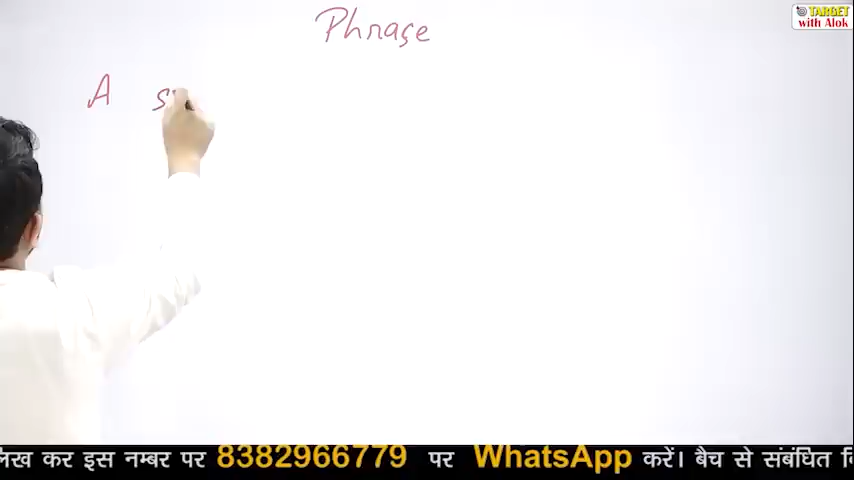 Phrase
TARGET
with Alok
A
लिख कर इस नम्बर पर 8382966779 पर WhatsApp करें। बैच से संबंधित